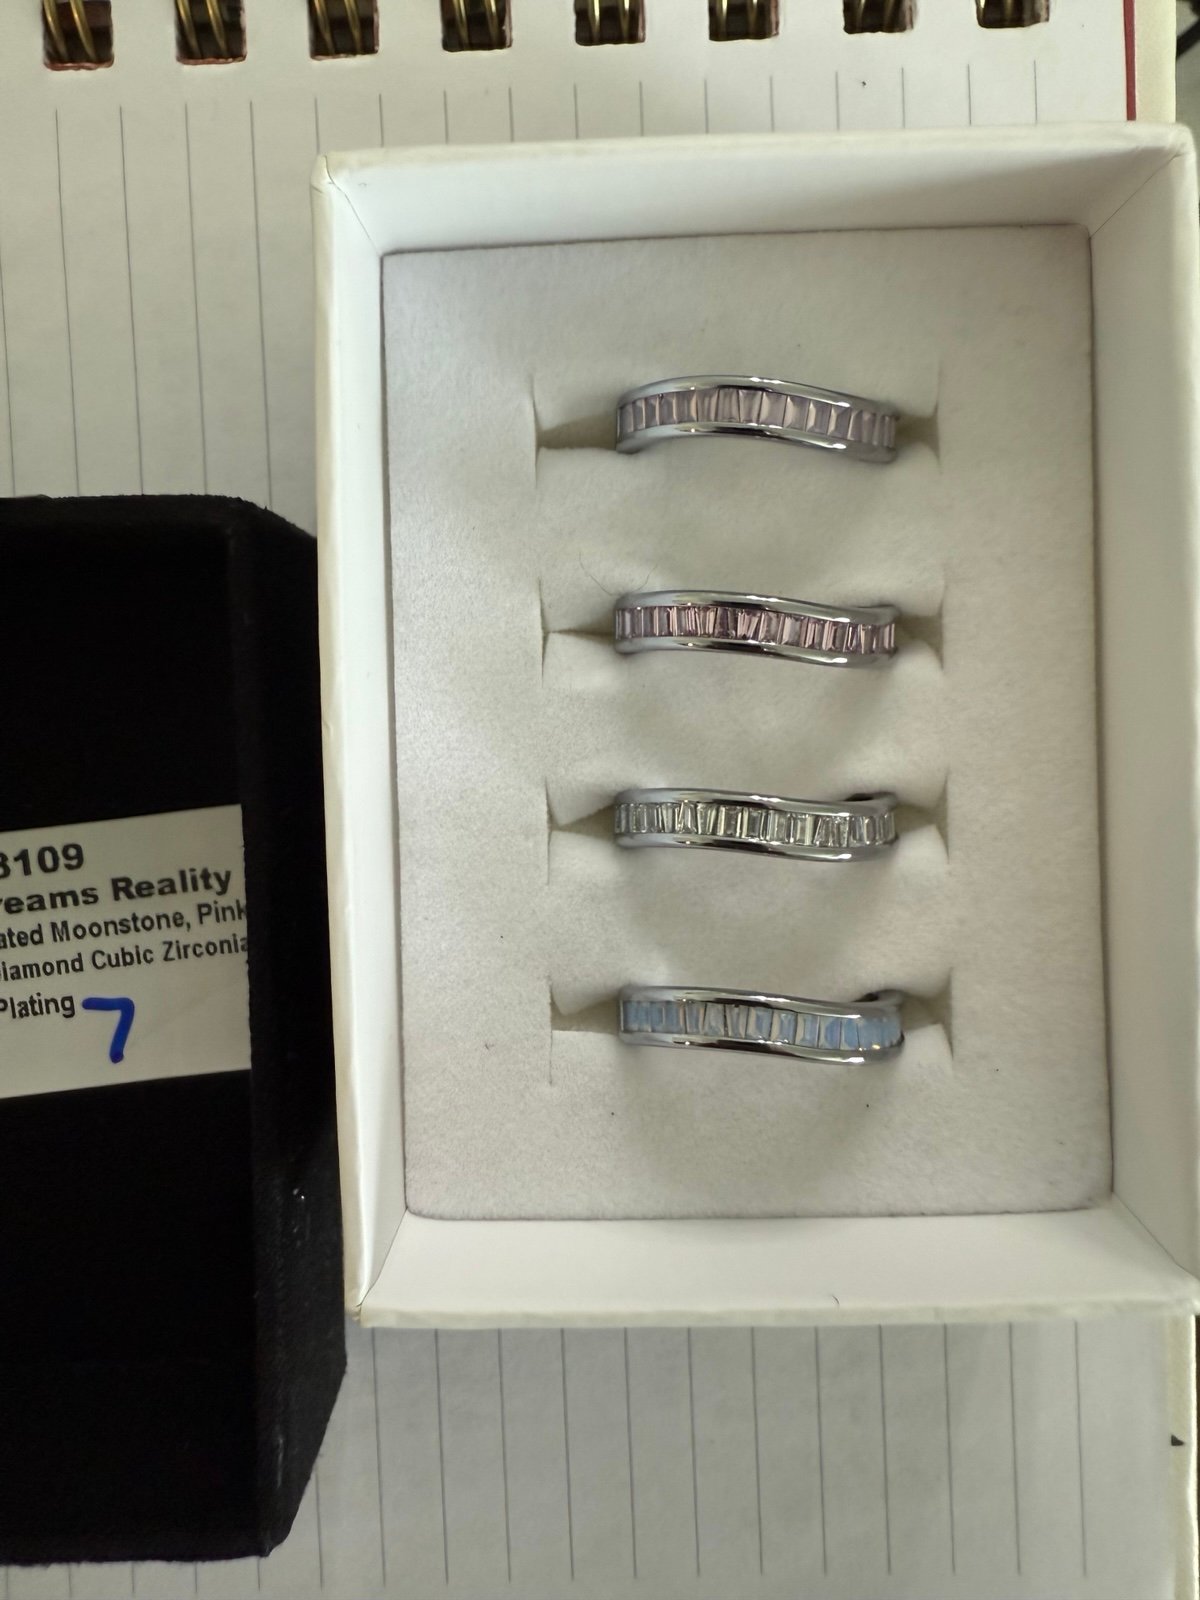 3109
reams Reality
ated Moonstone, Pink
iamond Cubic Zirconia
Plating 7